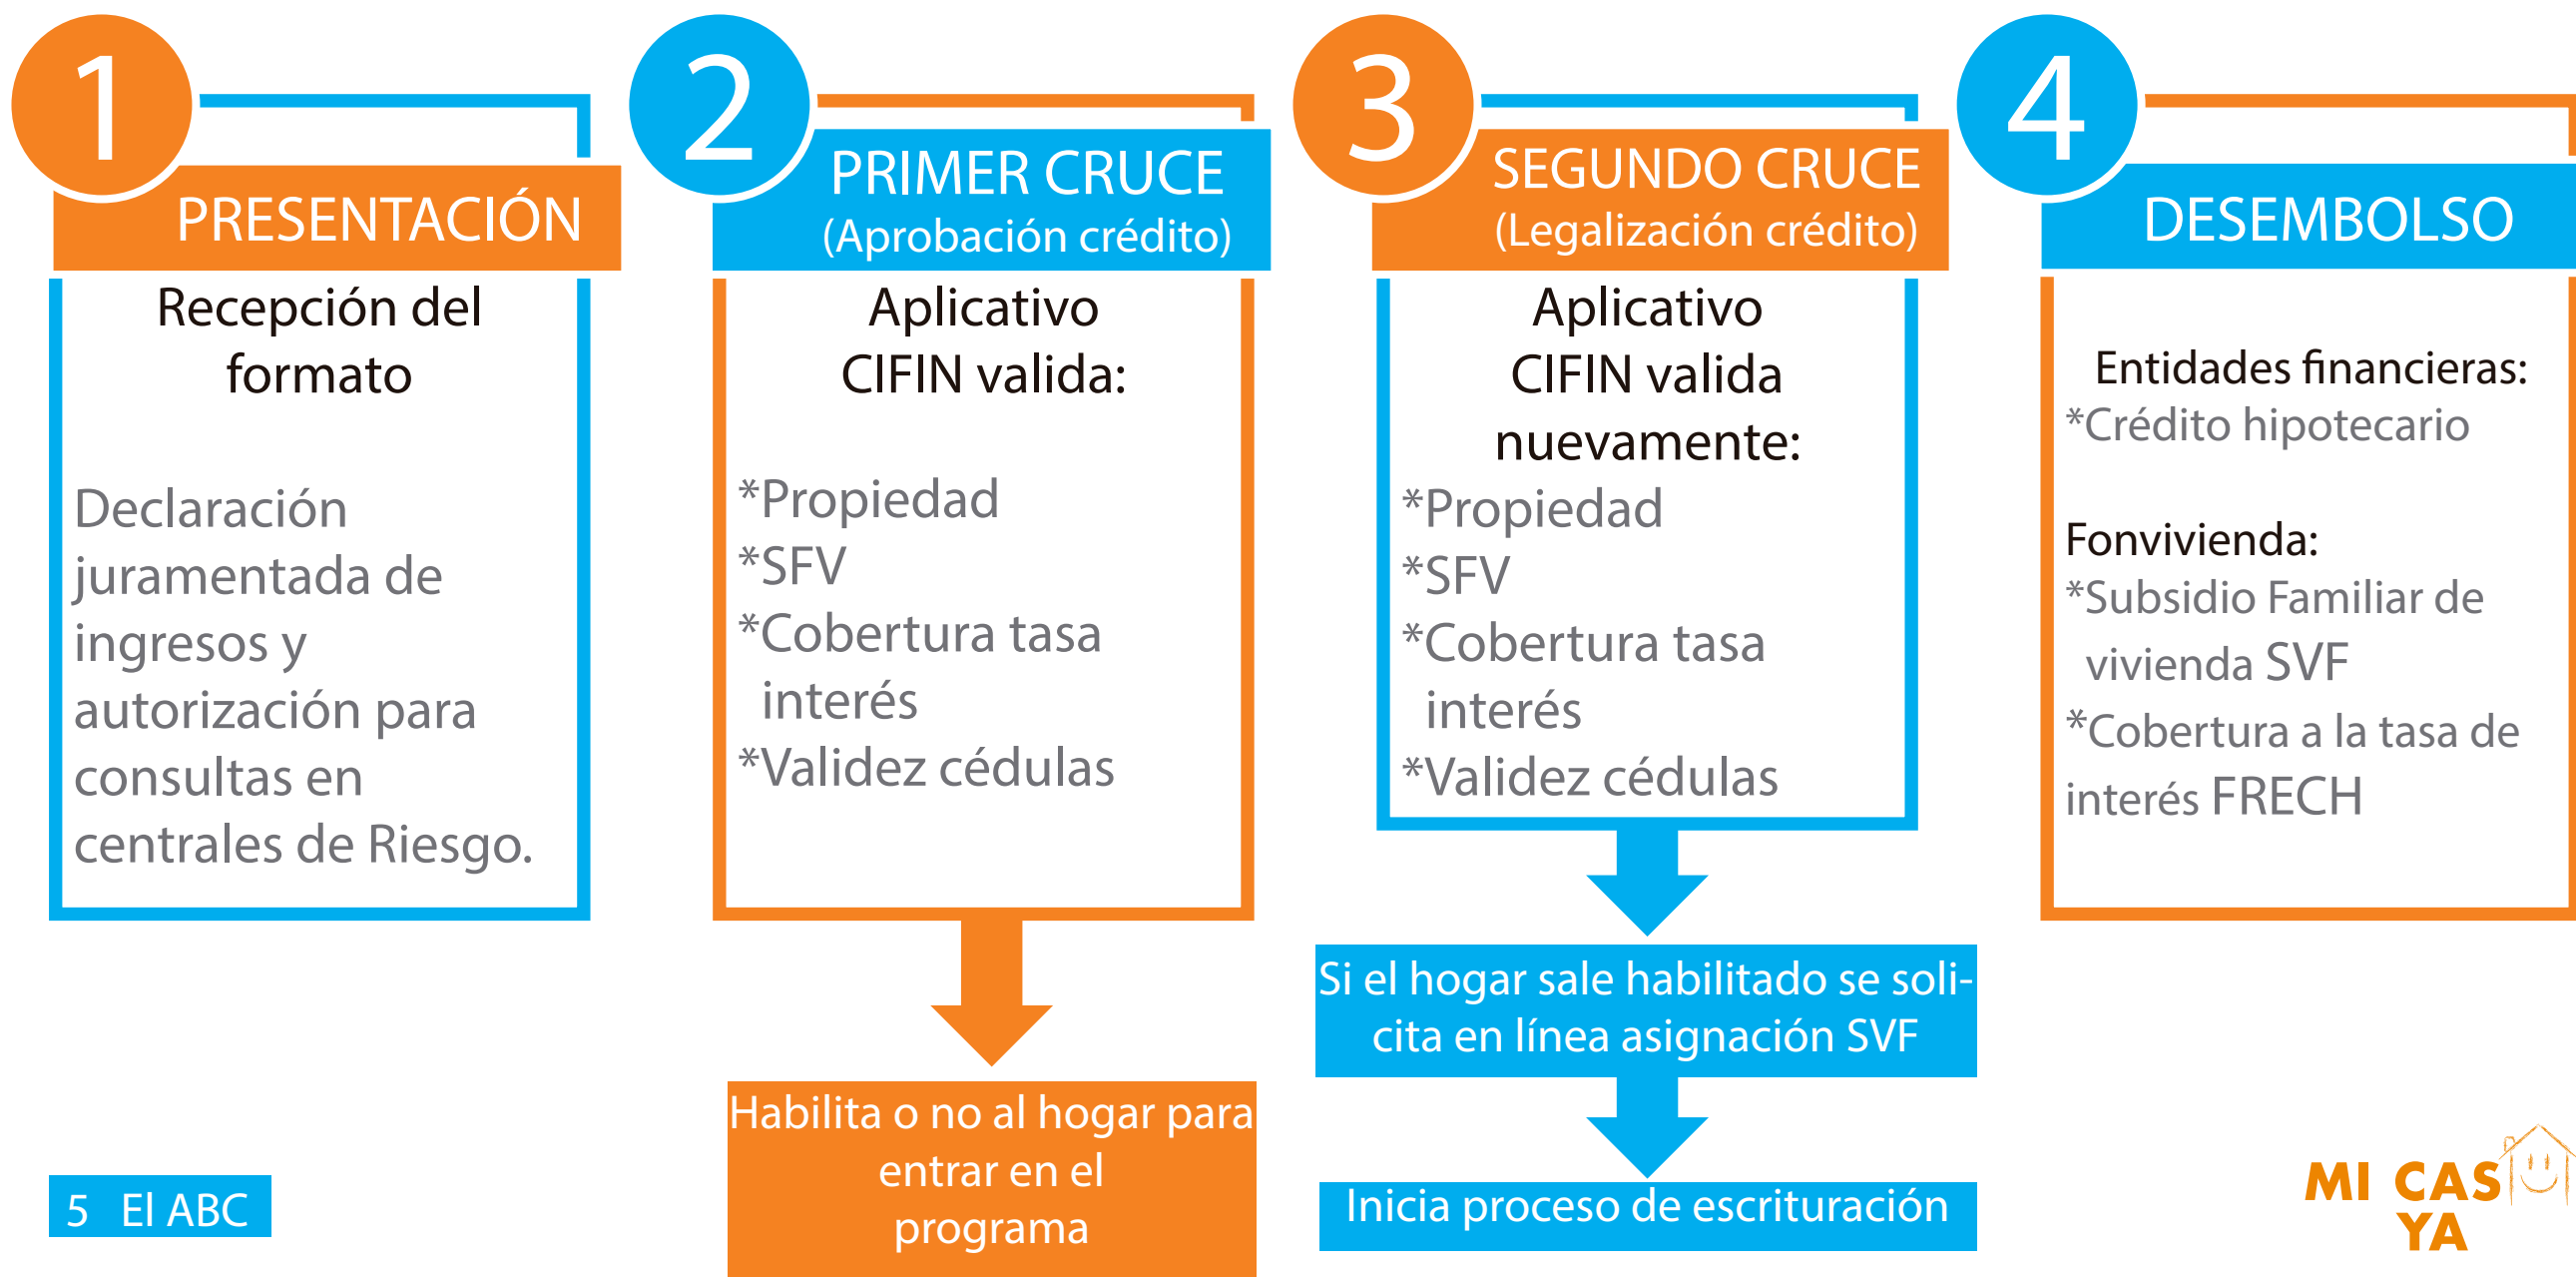 1
PRESENTACIÓN
Recepción del
formato
Declaración
juramentada de
ingresos y
autorización para
consultas en
centrales de Riesgo.
2
PRIMER CRUCE
(Aprobación crédito)
Aplicativo
CIFIN valida:
*Propiedad
*SFV
*Cobertura tasa
interés
*Validez cédulas
Habilita o no al hogar para
entrar en el
programa
3
SEGUNDO CRUCE
(Legalización crédito)
Aplicativo
CIFIN valida
nuevamente:
*Propiedad
*SFV
*Cobertura tasa
interés
*Validez cédulas
Si el hogar sale habilitado se soli-
cita en línea asignación SVF
Inicia proceso de escrituración
4
DESEMBOLSO
Entidades financieras:
*Crédito hipotecario
Fonvivienda:
*Subsidio Familiar de
vivienda SVF
*Cobertura a la tasa de
interés FRECH
5 El ABC
MI CAS
YA